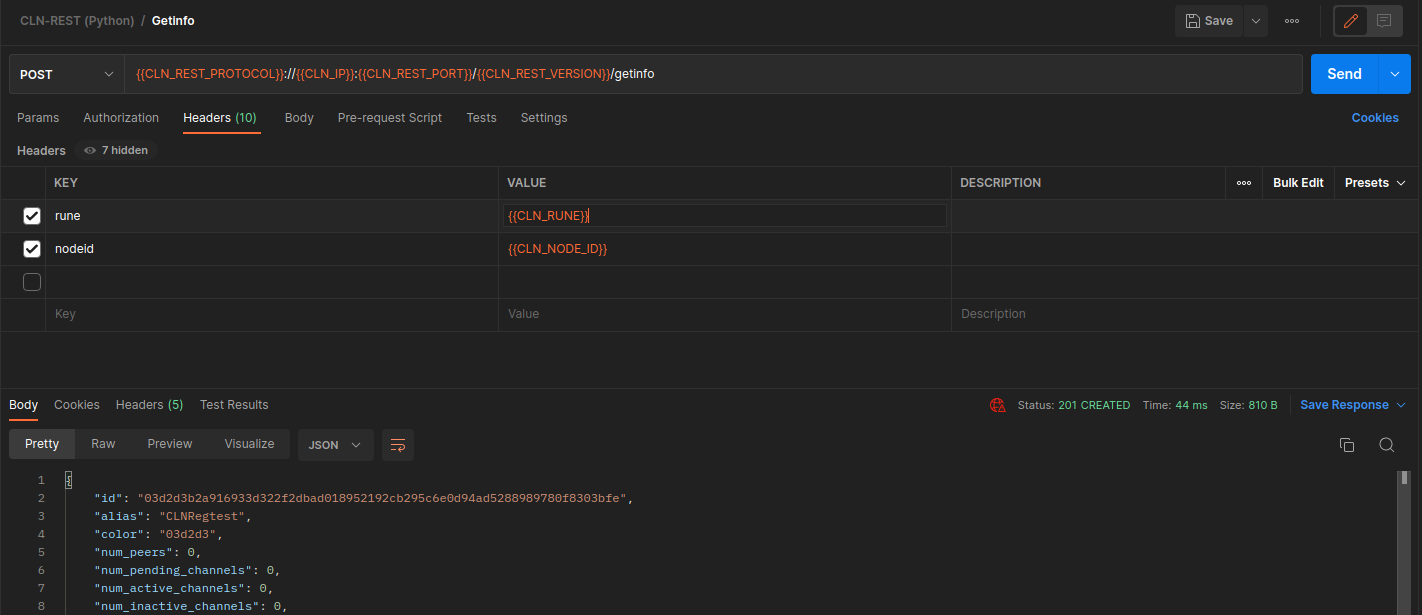 CLN-REST (Python) / GetInfo
Save
POST
{{CLN_REST_PROTOCOL}}://{{CLN_IP}}:{{CLN_REST_PORT}}/{{CLN_REST_VERSION}}/getinfo
Send
Params Authorization Headers (10) Body Pre-request Script Tests Settings Cookies
Headers 7 hidden
KEY VALUE DESCRIPTION Bulk Edit Presets
rune {{CLN_RUNE}}
nodeid {{CLN_NODE_ID}}
Key Value Description
Body Cookies Headers (5) Test Results Status: 201 CREATED Time: 44 ms Size: 810 B Save Response
Pretty Raw Preview Visualize JSON
1 {
2 "id": "03d2d3b2a916933d322f2dbad018952192cb295c6e0d94ad5288989780f8303bfe",
3 "alias": "CLNRegtest",
4 "color": "03d2d3",
5 "num_peers": 0,
6 "num_pending_channels": 0,
7 "num_active_channels": 0,
8 "num_inactive_channels": 0,